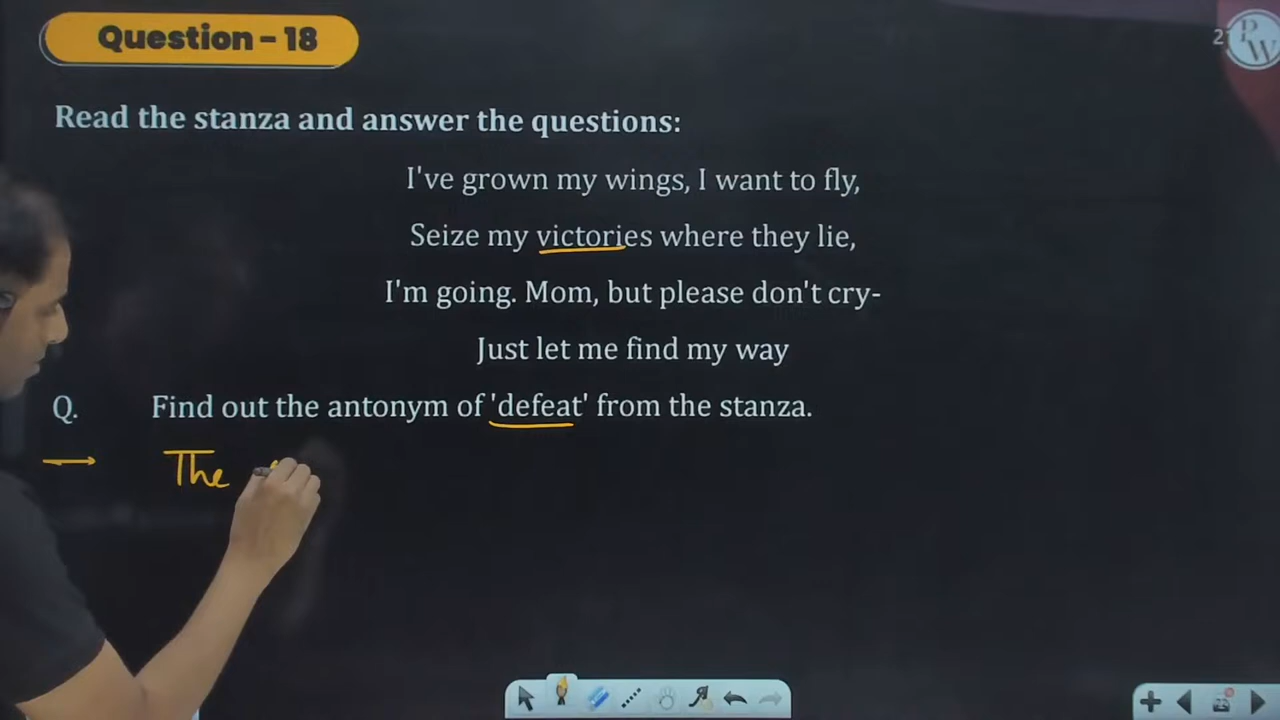 Question - 18
2
PW
Read the stanza and answer the questions:
I've grown my wings, I want to fly,
Seize my victories where they lie,
I'm going. Mom, but please don't cry-
Just let me find my way
Q. Find out the antonym of 'defeat' from the stanza.
→ The